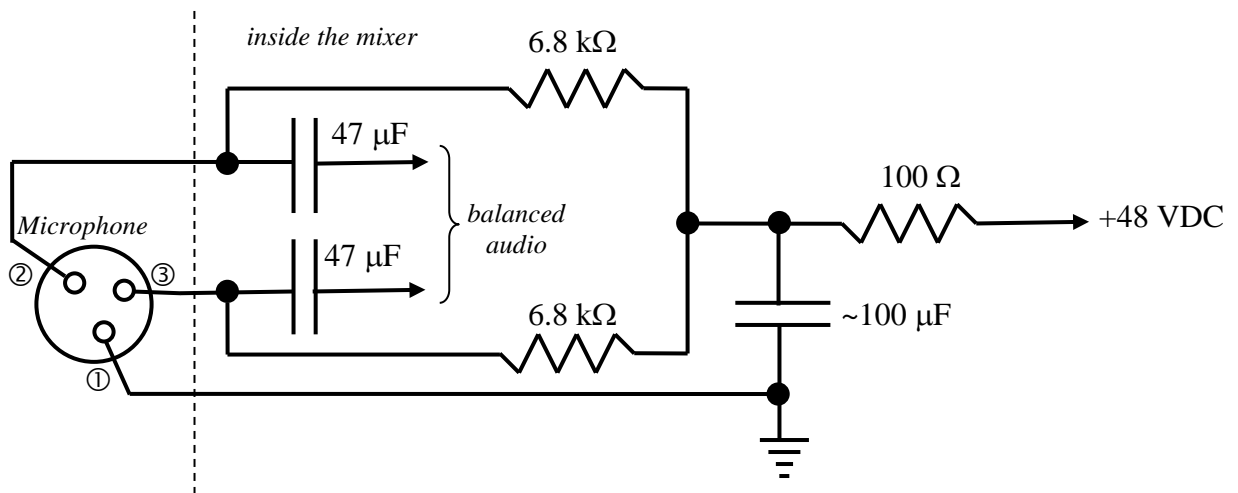 inside the mixer
6.8 kΩ
47 μF
100 Ω
+48 VDC
Microphone
balanced
audio
47 μF
②
③
6.8 kΩ
~100 μF
①